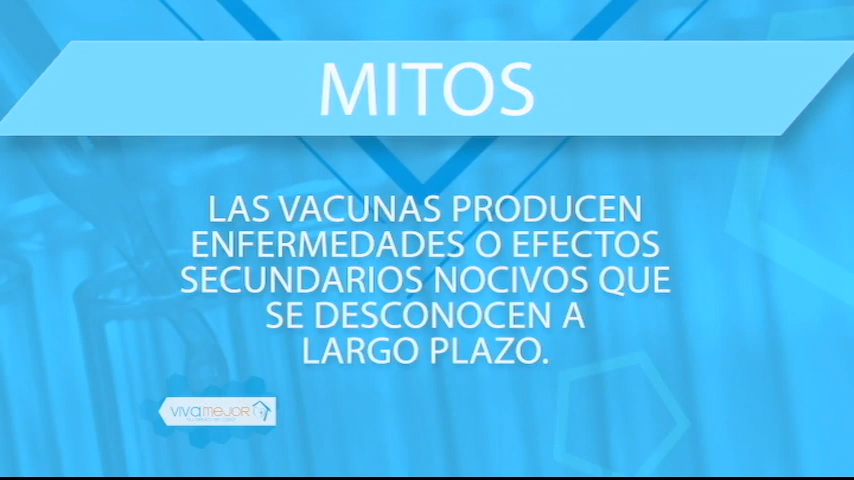 MITOS
LAS VACUNAS PRODUCEN
ENFERMEDADES O EFECTOS
SECUNDARIOS NOCIVOS QUE
SE DESCONOCEN A
LARGO PLAZO.
VIVAMEJOR